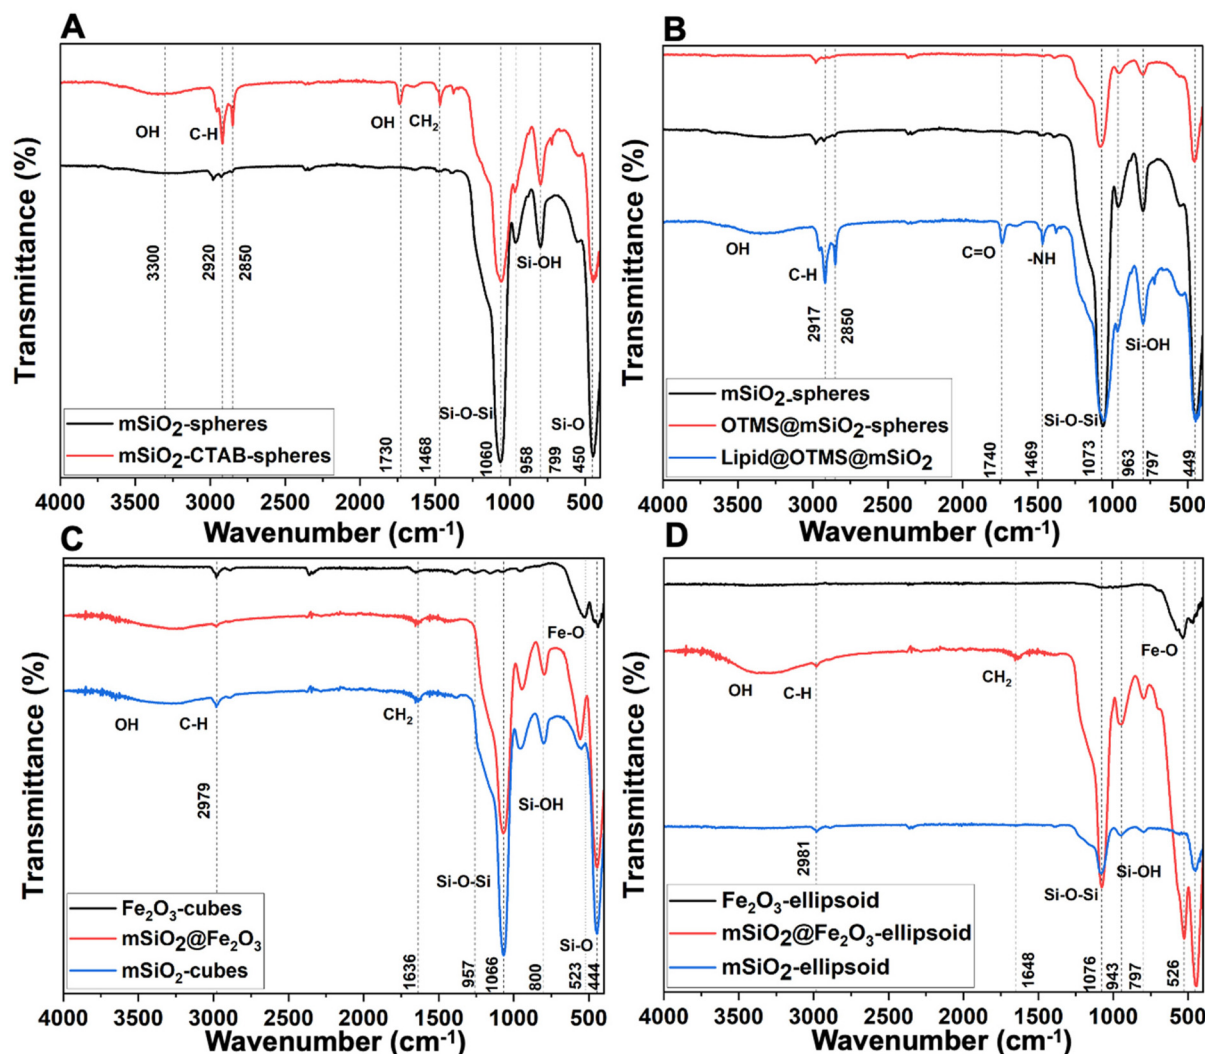 A
Transmittance (%)
OH
C-H
OH
CH2
3300
2920
2850
Si-OH
Si-O-Si
Si-O
mSiO2-spheres
mSiO2-CTAB-spheres
1730
1468
1060
958
799
450
4000 3500 3000 2500 2000 1500 1000 500
Wavenumber (cm-1)
B
Transmittance (%)
OH
C-H
C=O
-NH
2917
2850
Si-OH
Si-O-Si
mSiO2-spheres
OTMS@mSiO2-spheres
Lipid@OTMS@mSiO2
1740
1469
1073
963
797
449
4000 3500 3000 2500 2000 1500 1000 500
Wavenumber (cm-1)
C
Transmittance (%)
Fe-O
OH
C-H
CH2
2979
Si-OH
Si-O-Si
Si-O
Fe2O3-cubes
mSiO2@Fe2O3
mSiO2-cubes
1636
957
1066
800
523
444
4000 3500 3000 2500 2000 1500 1000 500
Wavenumber (cm-1)
D
Transmittance (%)
Fe-O
OH
C-H
CH2
2981
Si-OH
Si-O-Si
Fe2O3-ellipsoid
mSiO2@Fe2O3-ellipsoid
mSiO2-ellipsoid
1648
1076
943
797
526
4000 3500 3000 2500 2000 1500 1000 500
Wavenumber (cm-1)